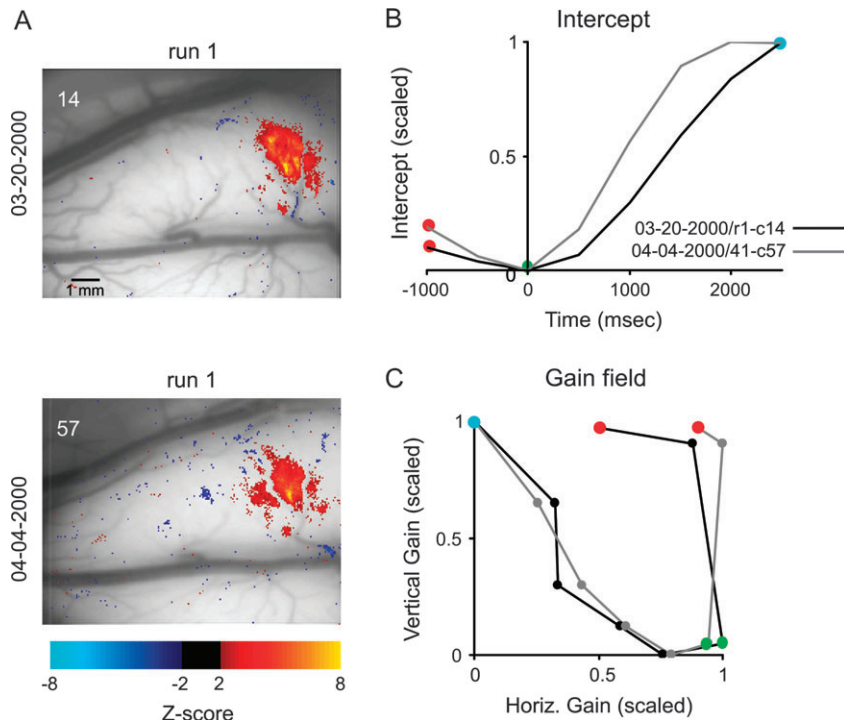 A
run 1
03-20-2000
14
1 mm
run 1
04-04-2000
57
-8 -2 2 8
Z-score
B
Intercept
Intercept (scaled)
1
0.5
0
03-20-2000/r1-c14
04-04-2000/41-c57
-1000 0 1000 2000
Time (msec)
C
Gain field
Vertical Gain (scaled)
1
0.5
0
0 0.5 1
Horiz. Gain (scaled)